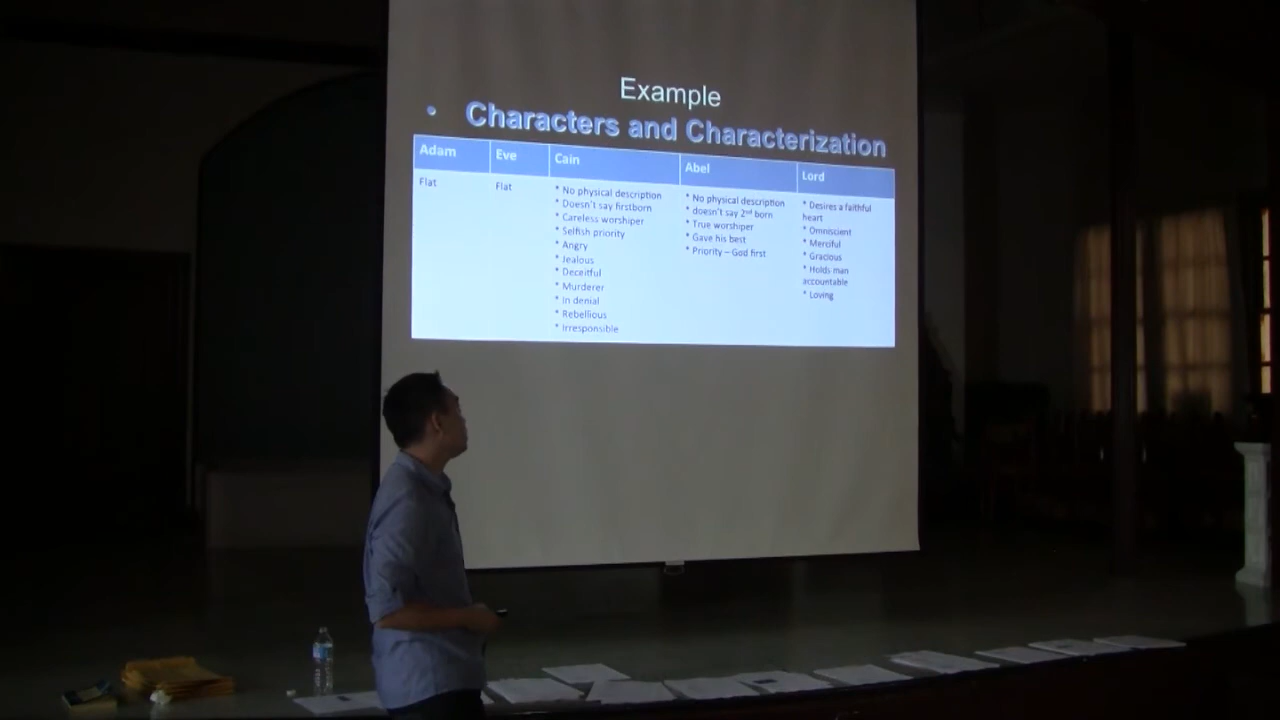 Example
• Characters and Characterization
Adam
Flat
Eve
Flat
Cain
* No physical description
* Doesn't say firstborn
* Careless worshiper
* Selfish priority
* Angry
* Jealous
* Deceitful
* Murderer
* In denial
* Rebellious
* Irresponsible
Abel
* No physical description
* doesn't say 2nd born
* True worshiper
* Gave his best
* Priority – God first
Lord
* Desires a faithful
heart
* Omniscient
* Merciful
* Gracious
* Holds man
accountable
* Loving